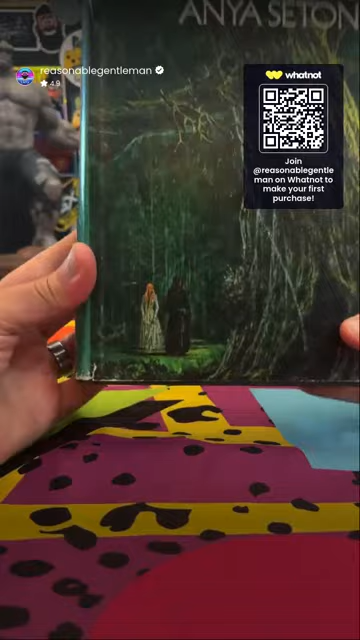 ANYA SETON
reasonablegentleman
4.9
whatnot
Join
@reasonablegentle
man on Whatnot to
make your first
purchase!